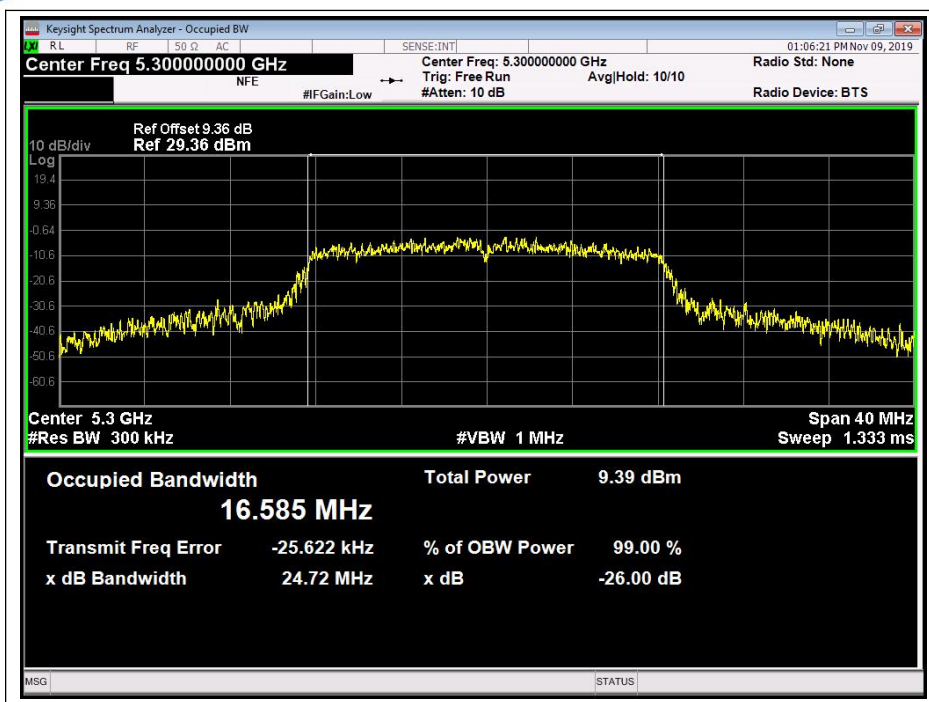 Keysight Spectrum Analyzer - Occupied BW
LXI RL RF 50 Ω AC SENSE:INT 01:06:21 PM Nov 09, 2019
Center Freq 5.300000000 GHz Center Freq: 5.300000000 GHz Radio Std: None
NFE Trig: Free Run Avg|Hold: 10/10
#IFGain:Low #Atten: 10 dB Radio Device: BTS
Ref Offset 9.36 dB
10 dB/div Ref 29.36 dBm
Log
19.4
9.36
-0.64
-10.6
-20.6
-30.6
-40.6
-50.6
-60.6
Center 5.3 GHz Span 40 MHz
#Res BW 300 kHz #VBW 1 MHz Sweep 1.333 ms
Occupied Bandwidth Total Power 9.39 dBm
16.585 MHz
Transmit Freq Error -25.622 kHz % of OBW Power 99.00 %
x dB Bandwidth 24.72 MHz x dB -26.00 dB
MSG STATUS